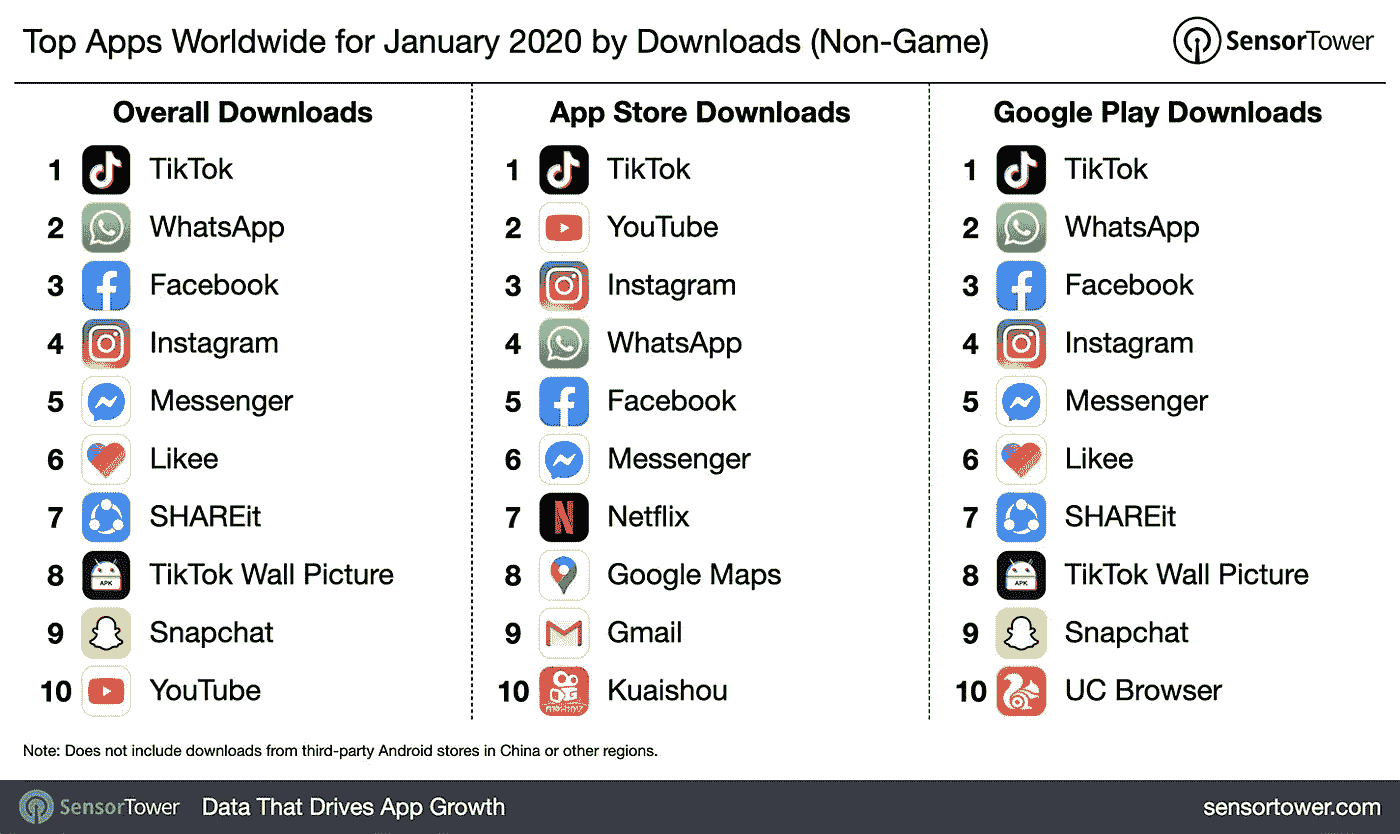 Top Apps Worldwide for January 2020 by Downloads (Non-Game)
SensorTower
Overall Downloads
1 TikTok
2 WhatsApp
3 Facebook
4 Instagram
5 Messenger
6 Likee
7 SHAREit
8 APK TikTok Wall Picture
9 Snapchat
10 YouTube
App Store Downloads
1 TikTok
2 YouTube
3 Instagram
4 WhatsApp
5 Facebook
6 Messenger
7 Netflix
8 Google Maps
9 Gmail
10 Kuaishou
Google Play Downloads
1 TikTok
2 WhatsApp
3 Facebook
4 Instagram
5 Messenger
6 Likee
7 SHAREit
8 APK TikTok Wall Picture
9 Snapchat
10 UC Browser
Note: Does not include downloads from third-party Android stores in China or other regions.
SensorTower Data That Drives App Growth
sensortower.com